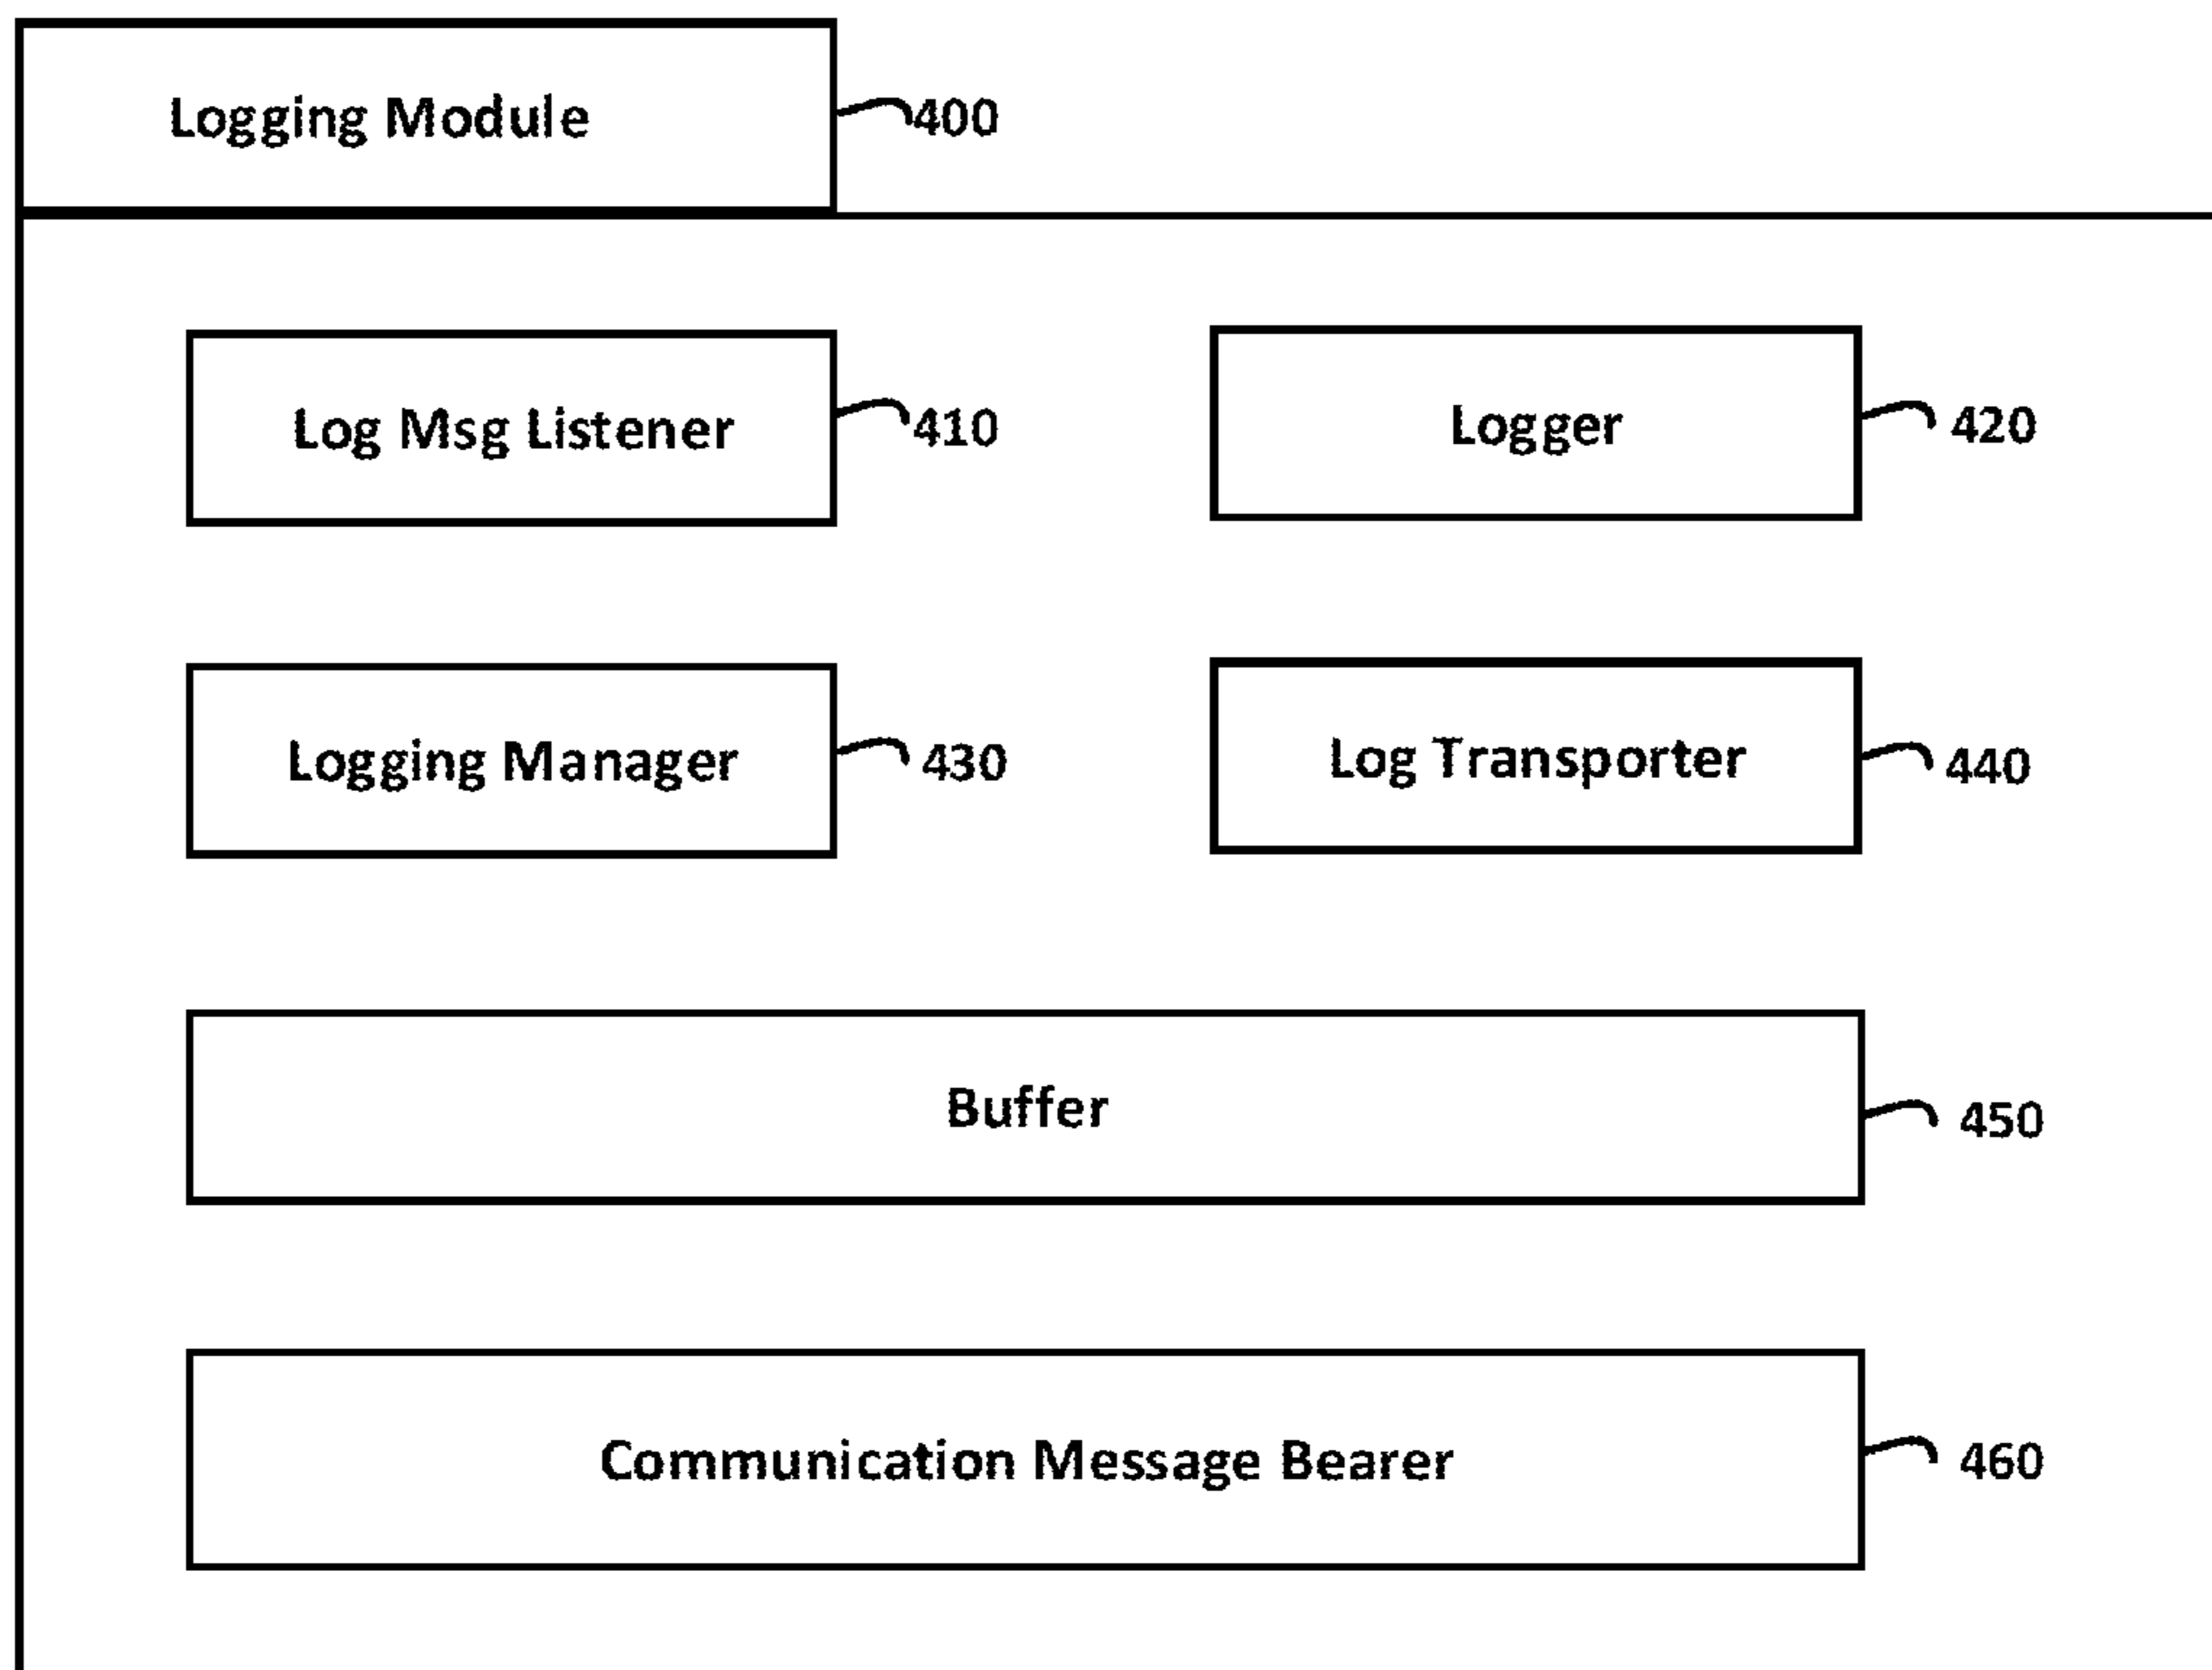 Logging Module 400
Log Msg Listener 410
Logger 420
Logging Manager 430
Log Transporter 440
Buffer 450
Communication Message Bearer 460